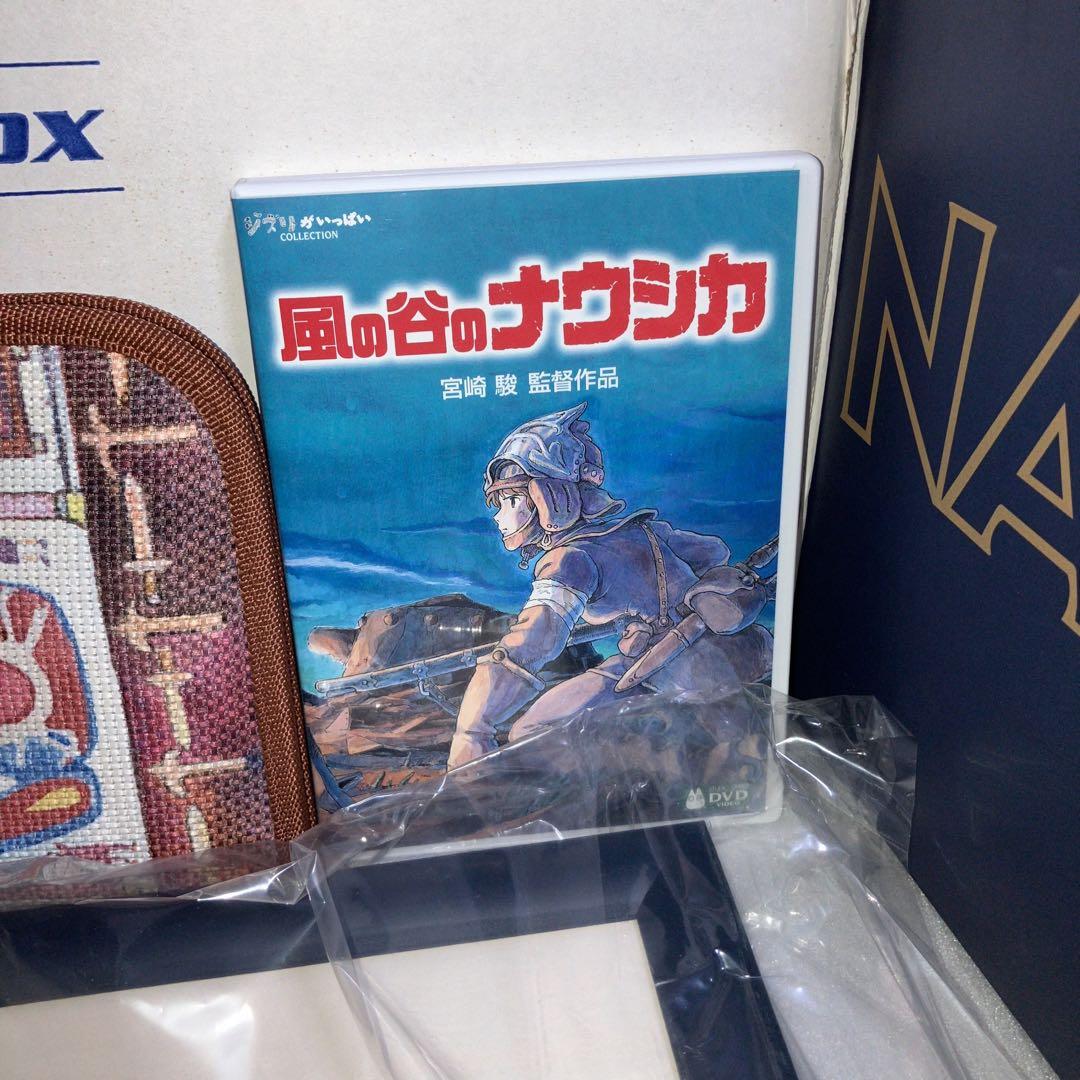 OX
ジブリがいっぱい
COLLECTION
風の谷のナウシカ
宮崎 駿 監督作品
DVD
VIDEO
NA